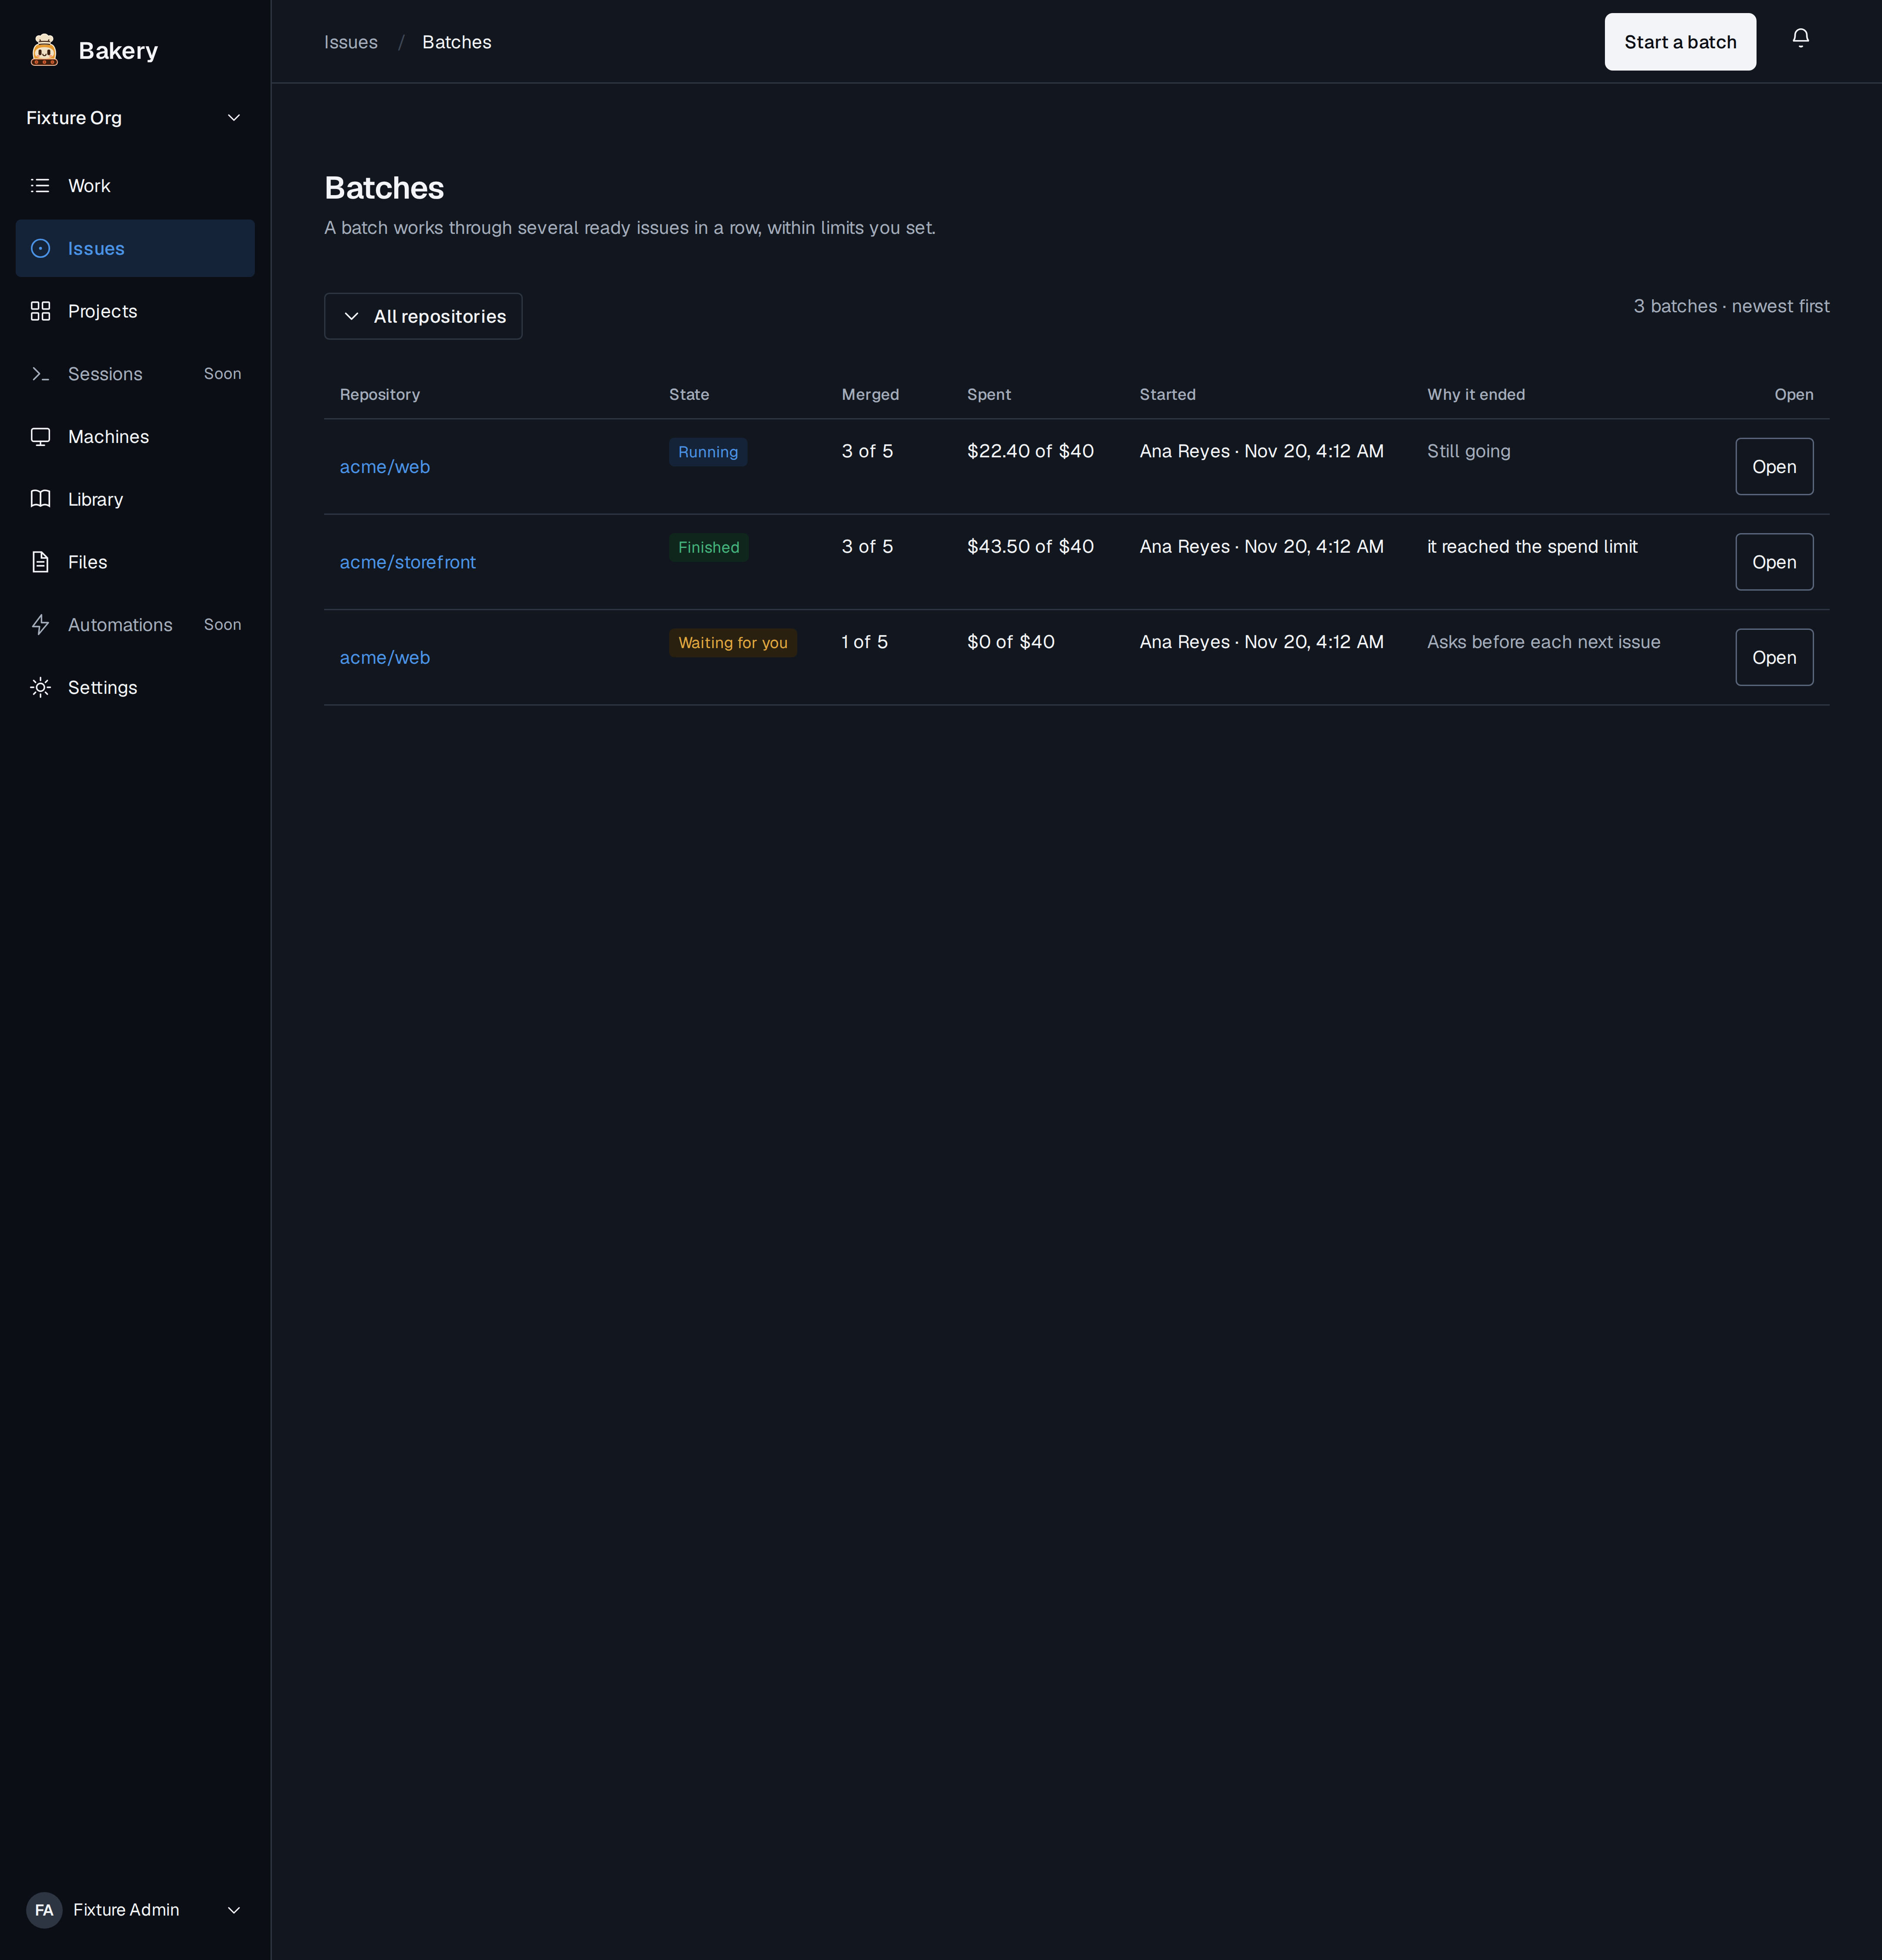 Bakery
Issues / Batches
Start a batch
Fixture Org
Work
Issues
Projects
Sessions Soon
Machines
Library
Files
Automations Soon
Settings
FA Fixture Admin
Batches
A batch works through several ready issues in a row, within limits you set.
All repositories
3 batches · newest first
Repository State Merged Spent Started Why it ended Open
acme/web Running 3 of 5 $22.40 of $40 Ana Reyes · Nov 20, 4:12 AM Still going Open
acme/storefront Finished 3 of 5 $43.50 of $40 Ana Reyes · Nov 20, 4:12 AM it reached the spend limit Open
acme/web Waiting for you 1 of 5 $0 of $40 Ana Reyes · Nov 20, 4:12 AM Asks before each next issue Open